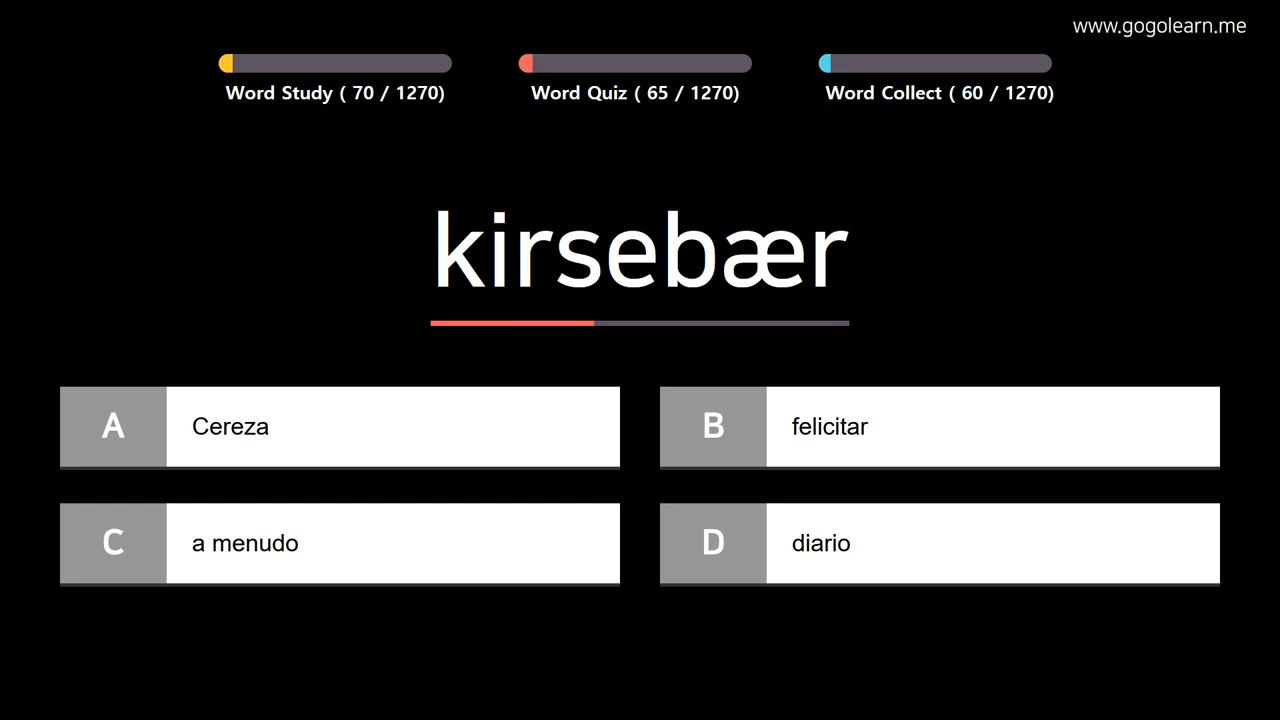 www.gogolearn.me
Word Study ( 70 / 1270)
Word Quiz ( 65 / 1270)
Word Collect ( 60 / 1270)
kirsebær
A
Cereza
B
felicitar
C
a menudo
D
diario